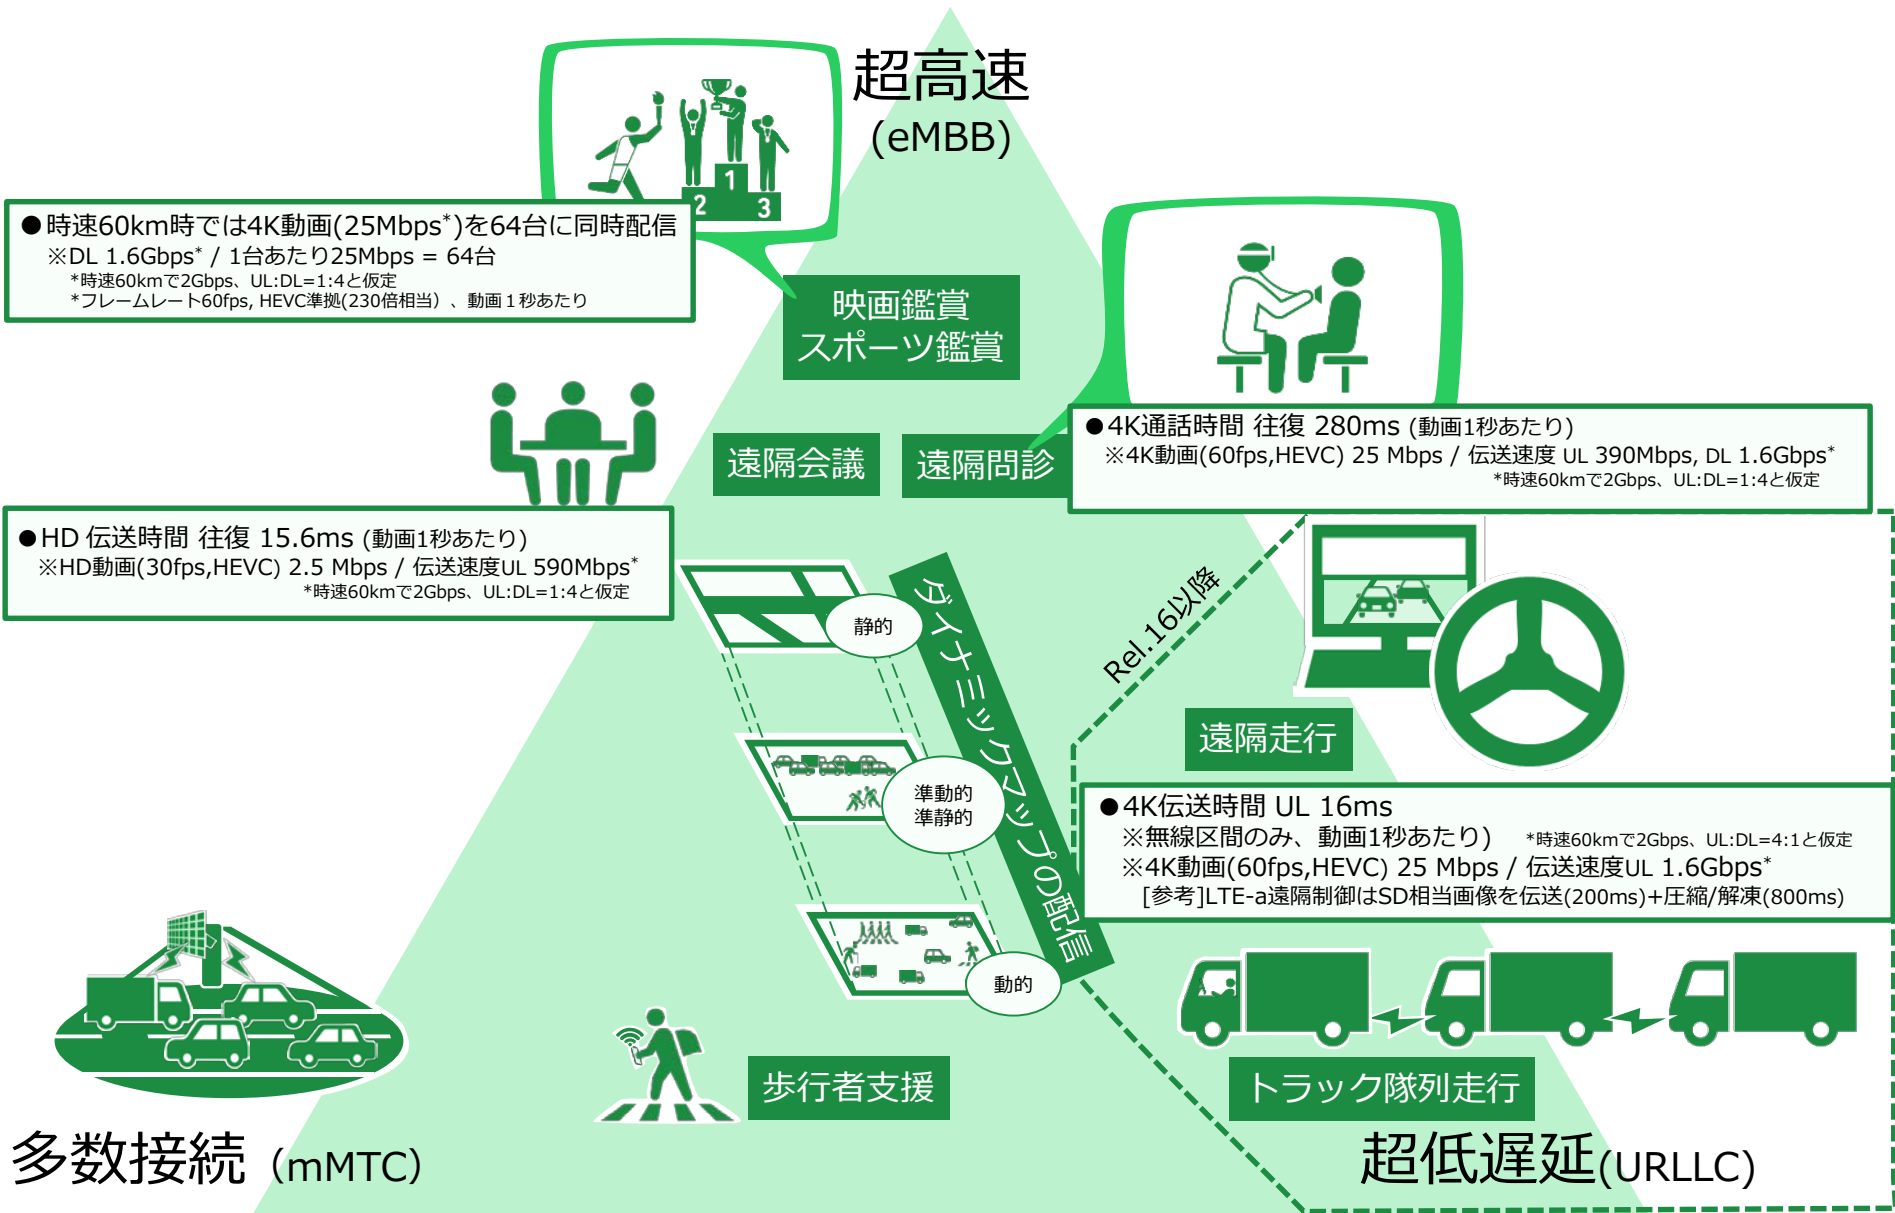 超高速
(eMBB)
1
2
3
●時速60km時では4K動画(25Mbps*)を64台に同時配信
※DL 1.6Gbps* / 1台あたり25Mbps = 64台
*時速60kmで2Gbps、UL:DL=1:4と仮定
*フレームレート60fps, HEVC準拠(230倍相当）、動画１秒あたり
映画鑑賞
スポーツ鑑賞
遠隔会議
遠隔問診
●4K通話時間 往復 280ms (動画1秒あたり)
※4K動画(60fps,HEVC) 25 Mbps / 伝送速度 UL 390Mbps, DL 1.6Gbps*
*時速60kmで2Gbps、UL:DL=1:4と仮定
●HD 伝送時間 往復 15.6ms (動画1秒あたり)
※HD動画(30fps,HEVC) 2.5 Mbps / 伝送速度UL 590Mbps*
*時速60kmで2Gbps、UL:DL=1:4と仮定
静的
準動的
準静的
動的
ダイナミックマップの配信
Rel.16以降
遠隔走行
●4K伝送時間 UL 16ms
※無線区間のみ、動画1秒あたり) *時速60kmで2Gbps、UL:DL=4:1と仮定
※4K動画(60fps,HEVC) 25 Mbps / 伝送速度UL 1.6Gbps*
[参考]LTE-a遠隔制御はSD相当画像を伝送(200ms)+圧縮/解凍(800ms)
歩行者支援
トラック隊列走行
多数接続（mMTC）
超低遅延(URLLC)